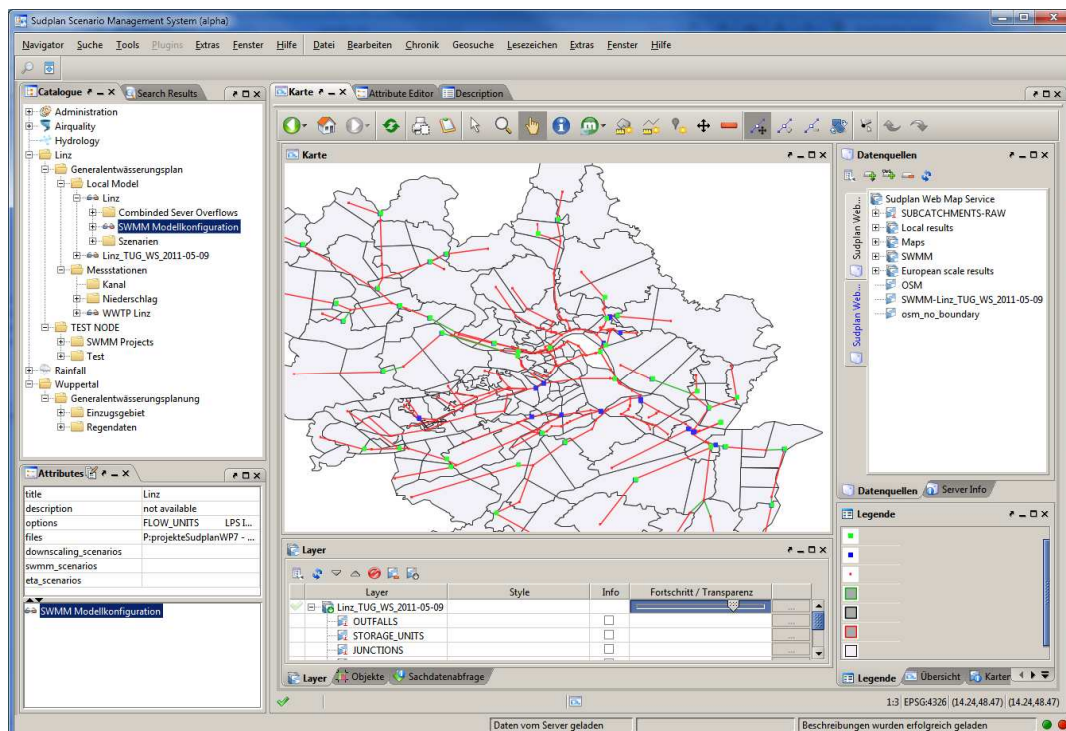 Sudplan Scenario Management System (alpha)
Navigator Suche Tools Plugins Extras Fenster Hilfe Datei Bearbeiten Chronik Geosuche Lesezeichen Extras Fenster Hilfe
Catalogue Search Results
Administration
Airquality
Hydrology
Linz
Generalentwässerungsplan
Local Model
Linz
Combinded Sever Overflows
SWMM Modellkonfiguration
Szenarien
Linz_TUG_WS_2011-05-09
Messstationen
Kanal
Niederschlag
WWTP Linz
TEST NODE
SWMM Projects
Test
Rainfall
Wuppertal
Generalentwässerungsplanung
Einzugsgebiet
Regendaten
Attributes
title Linz
description not available
options FLOW_UNITS LPS I...
files P:projekteSudplanWP7 - ...
downscaling_scenarios
swmm_scenarios
eta_scenarios
SWMM Modellkonfiguration
Karte Attribute Editor Description
Karte
Layer
Layer Style Info Fortschritt / Transparenz
Linz_TUG_WS_2011-05-09 ...
OUTFALLS ...
STORAGE_UNITS ...
JUNCTIONS ...
Layer Objekte Sachdatenabfrage
Datenquellen
Sudplan Web...
Sudplan Web...
Sudplan Web Map Service
SUBCATCHMENTS-RAW
Local results
Maps
SWMM
European scale results
OSM
SWMM-Linz_TUG_WS_2011-05-09
osm_no_boundary
Datenquellen Server Info
Legende
Legende Übersicht Karten
1:3 EPSG:4326 (14.24,48.47) (14.24,48.47)
Daten vom Server geladen Beschreibungen wurden erfolgreich geladen